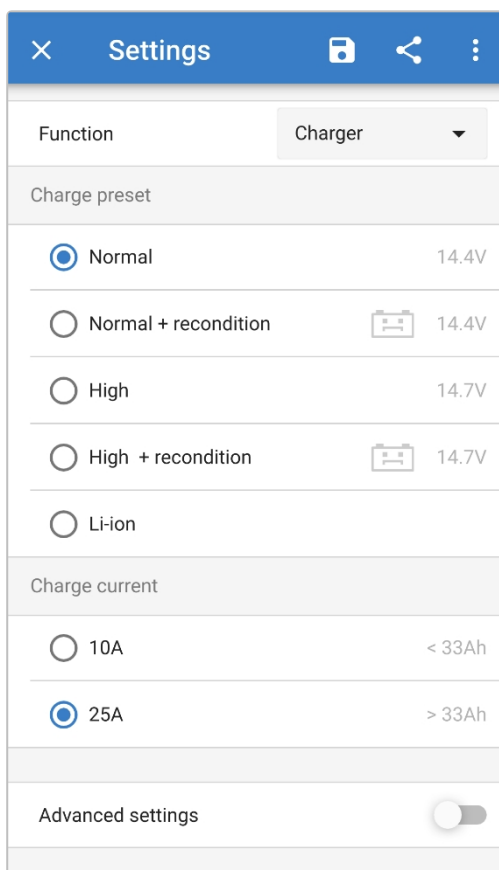 Settings
Function Charger
Charge preset
Normal 14.4V
Normal + recondition 14.4V
High 14.7V
High + recondition 14.7V
Li-ion
Charge current
10A < 33Ah
25A > 33Ah
Advanced settings